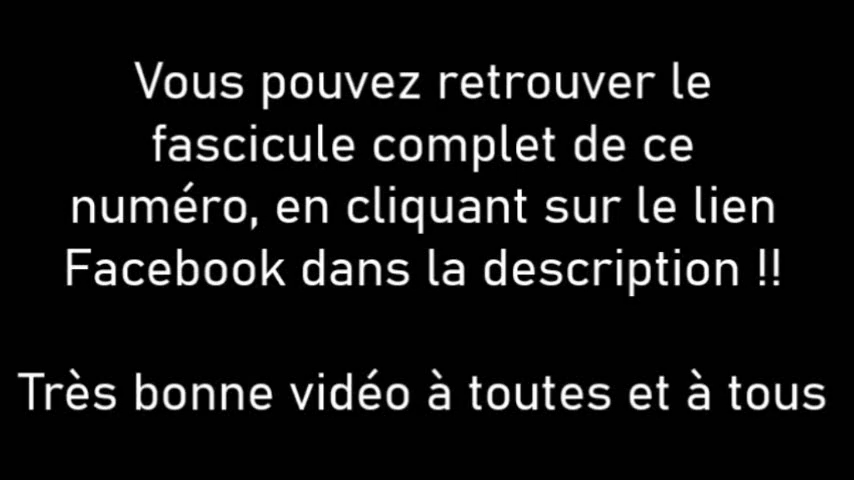 Vous pouvez retrouver le
fascicule complet de ce
numéro, en cliquant sur le lien
Facebook dans la description !!
Très bonne vidéo à toutes et à tous